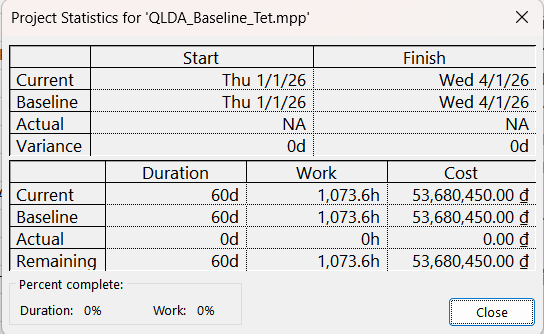 Project Statistics for 'QLDA_Baseline_Tet.mpp'
Start Finish
Current Thu 1/1/26 Wed 4/1/26
Baseline Thu 1/1/26 Wed 4/1/26
Actual NA NA
Variance 0d 0d
Duration Work Cost
Current 60d 1,073.6h 53,680,450.00 ₫
Baseline 60d 1,073.6h 53,680,450.00 ₫
Actual 0d 0h 0.00 ₫
Remaining 60d 1,073.6h 53,680,450.00 ₫
Percent complete:
Duration: 0% Work: 0%
Close